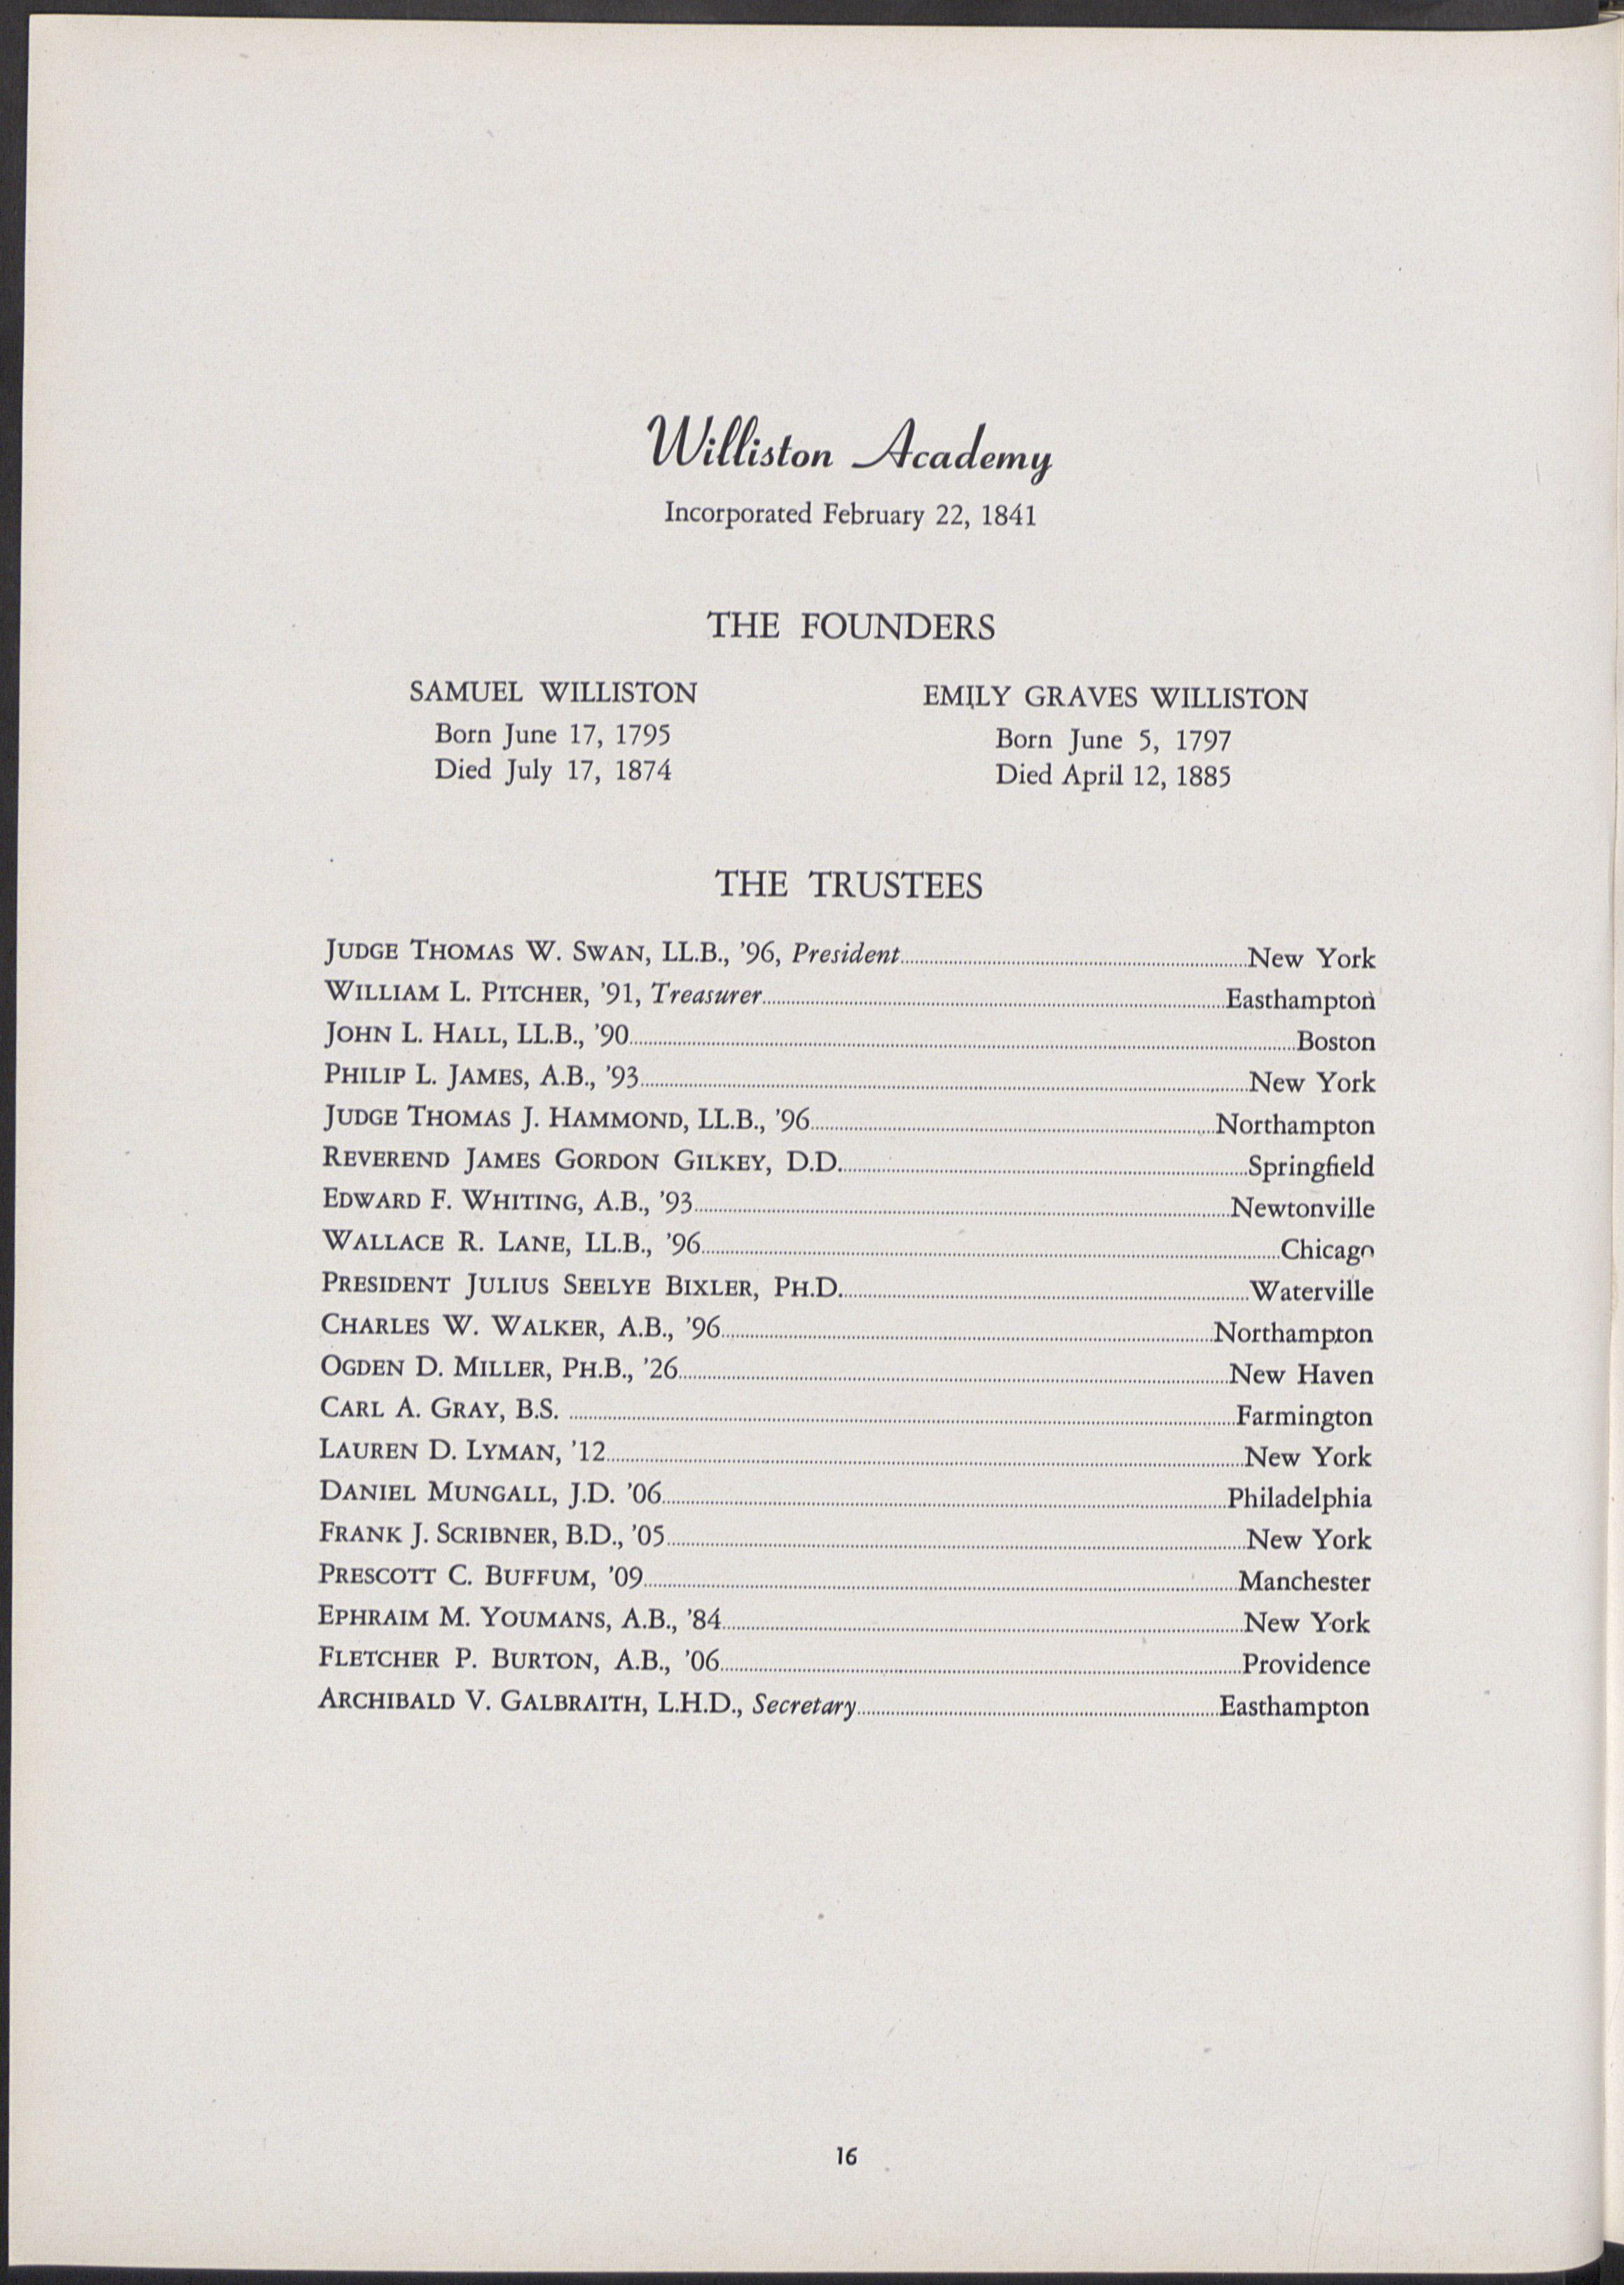 Williston Academy
Incorporated February 22, 1841
THE FOUNDERS
SAMUEL WILLISTON
Born June 17, 1795
Died July 17, 1874
EMILY GRAVES WILLISTON
Born June 5, 1797
Died April 12, 1885
THE TRUSTEES
JUDGE THOMAS W. SWAN, LL.B., '96, President New York
WILLIAM L. PITCHER, '91, Treasurer Easthampton
JOHN L. HALL, LL.B., '90 Boston
PHILIP L. JAMES, A.B., '93 New York
JUDGE THOMAS J. HAMMOND, LL.B., '96 Northampton
REVEREND JAMES GORDON GILKEY, D.D. Springfield
EDWARD F. WHITING, A.B., '93 Newtonville
WALLACE R. LANE, LL.B., '96 Chicago
PRESIDENT JULIUS SEELYE BIXLER, PH.D. Waterville
CHARLES W. WALKER, A.B., '96 Northampton
OGDEN D. MILLER, PH.B., '26 New Haven
CARL A. GRAY, B.S. Farmington
LAUREN D. LYMAN, '12 New York
DANIEL MUNGALL, J.D. '06 Philadelphia
FRANK J. SCRIBNER, B.D., '05 New York
PRESCOTT C. BUFFUM, '09 Manchester
EPHRAIM M. YOUMANS, A.B., '84 New York
FLETCHER P. BURTON, A.B., '06 Providence
ARCHIBALD V. GALBRAITH, L.H.D., Secretary Easthampton
16